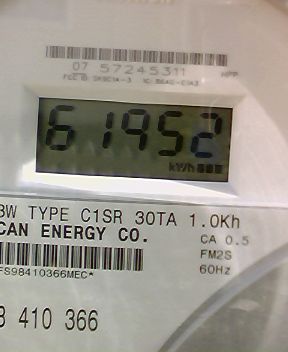 07 57245311
61952
kWh
3W TYPE C1SR 30TA 1.0Kh
CAN ENERGY CO.
CA 0.5
FM2S
60Hz
FS98410366MEC*
8 410 366